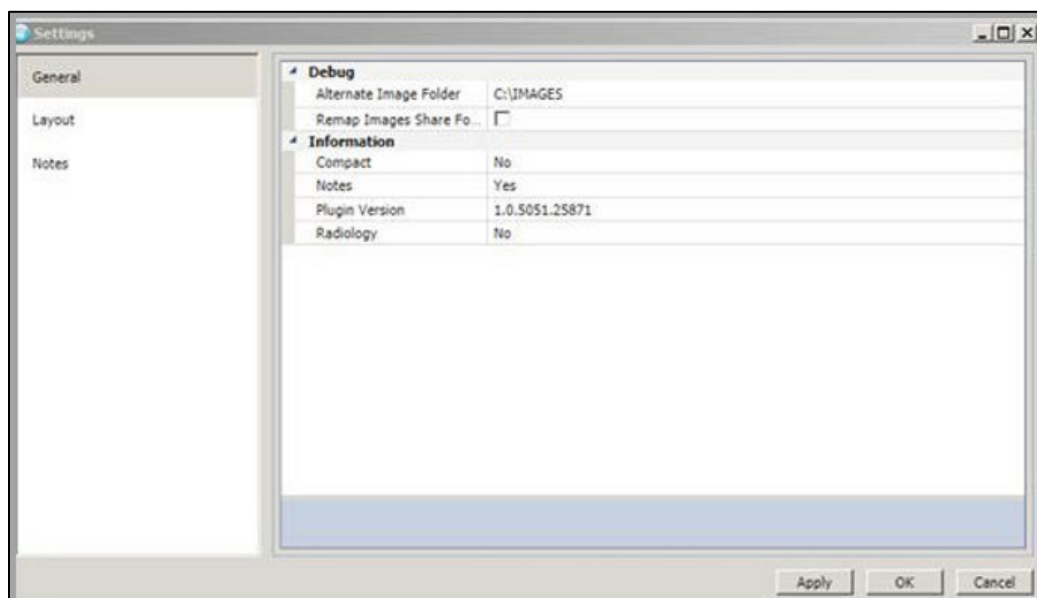 Settings
General
Layout
Notes
Debug
Alternate Image Folder C:\IMAGES
Remap Images Share Fo...
Information
Compact No
Notes Yes
Plugin Version 1.0.5051.25871
Radiology No
Apply OK Cancel